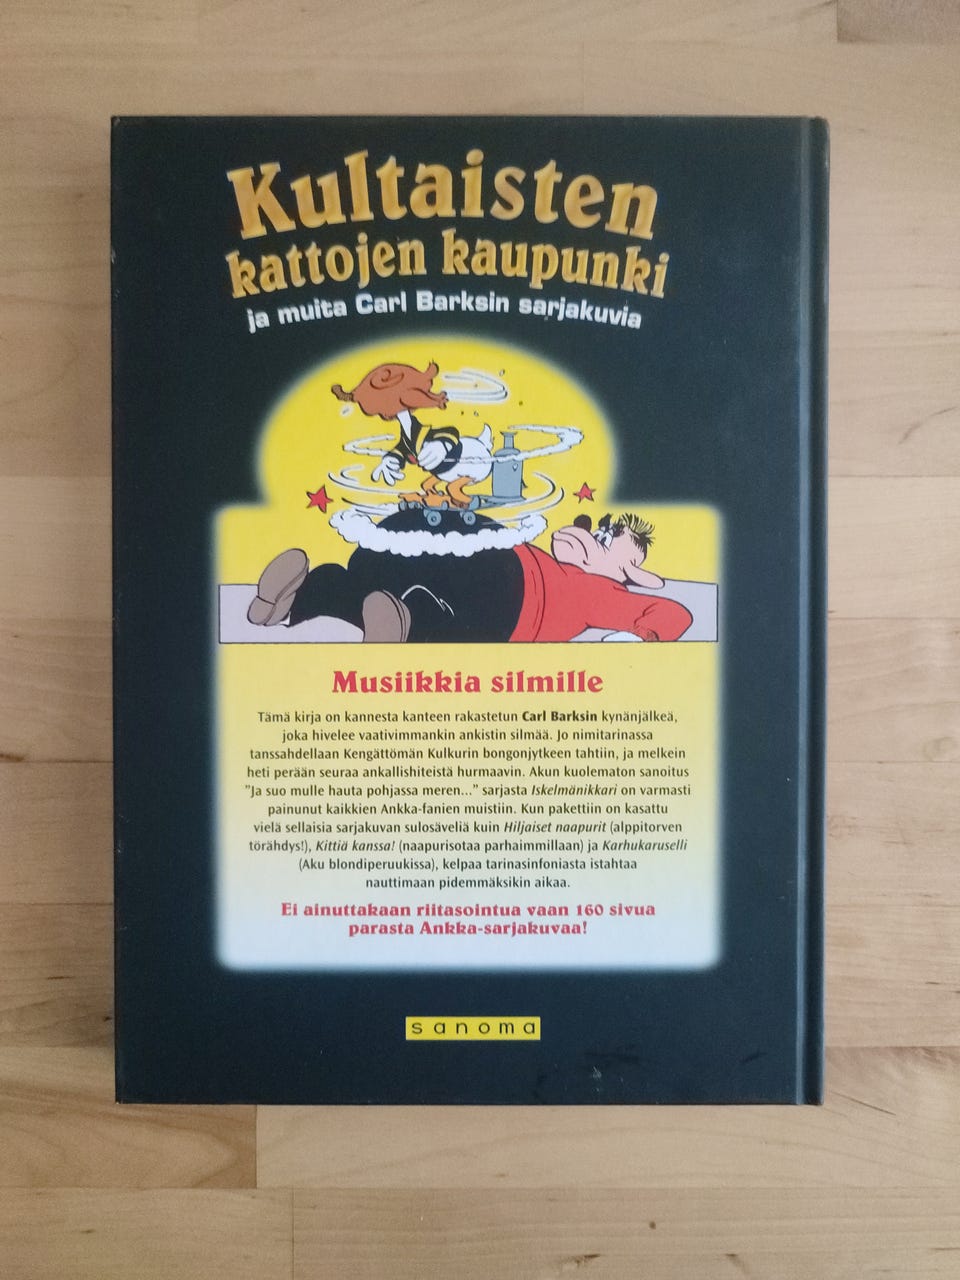 Kultaisten
kattojen kaupunki
ja muita Carl Barksin sarjakuvia
Musiikkia silmille
Tämä kirja on kannesta kanteen rakastetun Carl Barksin kynänjälkeä,
joka hivelee vaativimmankin ankistin silmää. Jo nimitarinassa
tanssahdellaan Kengättömän Kulkurin bongonjytkeen tahtiin, ja melkein
heti perään seuraa ankallishiteistä hurmaavin. Akun kuolematon sanoitus
"Ja suo mulle hauta pohjassa meren..." sarjasta Iskelmänikkari on varmasti
painunut kaikkien Ankka-fanien muistiin. Kun pakettiin on kasattu
vielä sellaisia sarjakuvan sulosäveliä kuin Hiljaiset naapurit (alppitorven
törähdys!), Kittiä kanssa! (naapurisotaa parhaimmillaan) ja Karhukaruselli
(Aku blondiperuukissa), kelpaa tarinasinfoniasta istahtaa
nauttimaan pidemmäksikin aikaa.
Ei ainuttakaan riitasointua vaan 160 sivua
parasta Ankka-sarjakuvaa!
sanoma